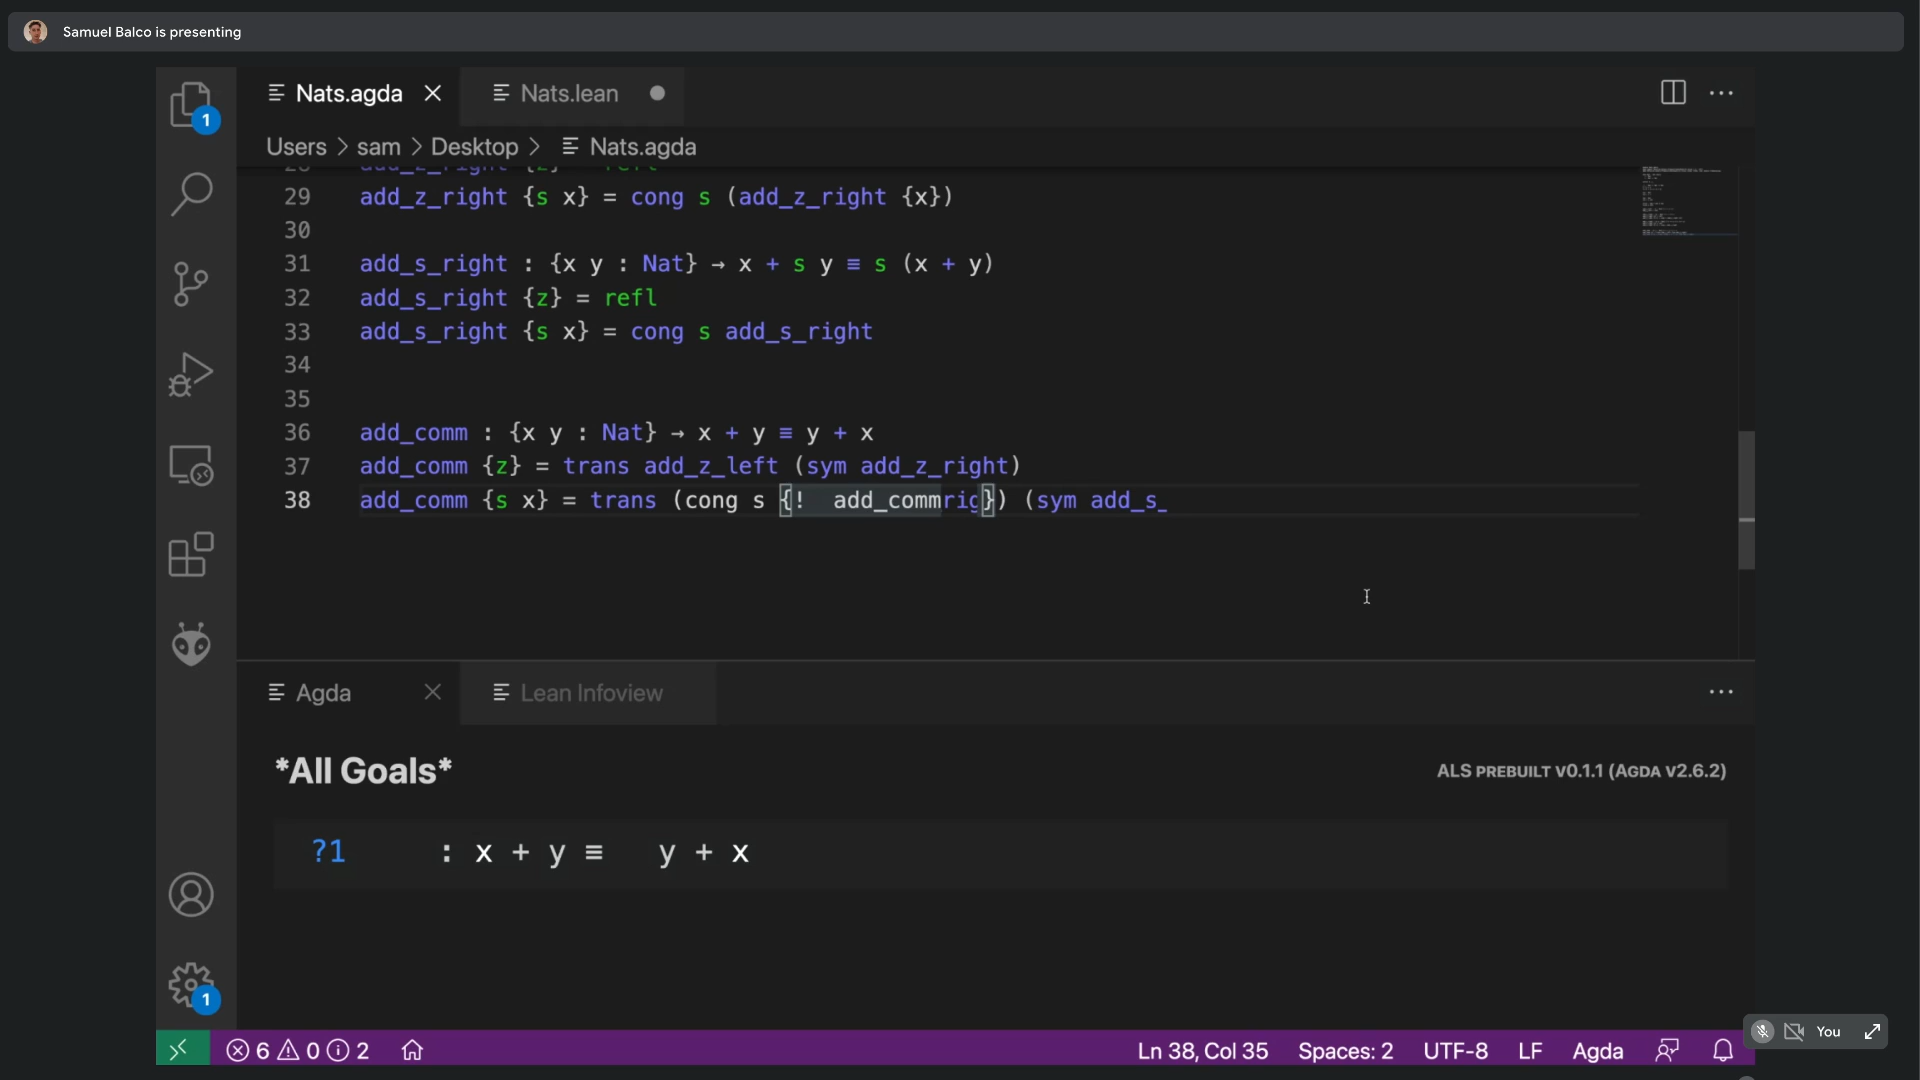 Samuel Balco is presenting
Nats.agda
Nats.lean
1
Users > sam > Desktop > Nats.agda
29 add_z_right {s x} = cong s (add_z_right {x})
30
31 add_s_right : {x y : Nat} → x + s y ≡ s (x + y)
32 add_s_right {z} = refl
33 add_s_right {s x} = cong s add_s_right
34
35
36 add_comm : {x y : Nat} → x + y ≡ y + x
37 add_comm {z} = trans add_z_left (sym add_z_right)
38 add_comm {s x} = trans (cong s {! add_commrig}) (sym add_s_
Agda
Lean Infoview
*All Goals*
ALS PREBUILT V0.1.1 (AGDA V2.6.2)
?1 : x + y ≡ y + x
1
6 0 2
Ln 38, Col 35 Spaces: 2 UTF-8 LF Agda
You